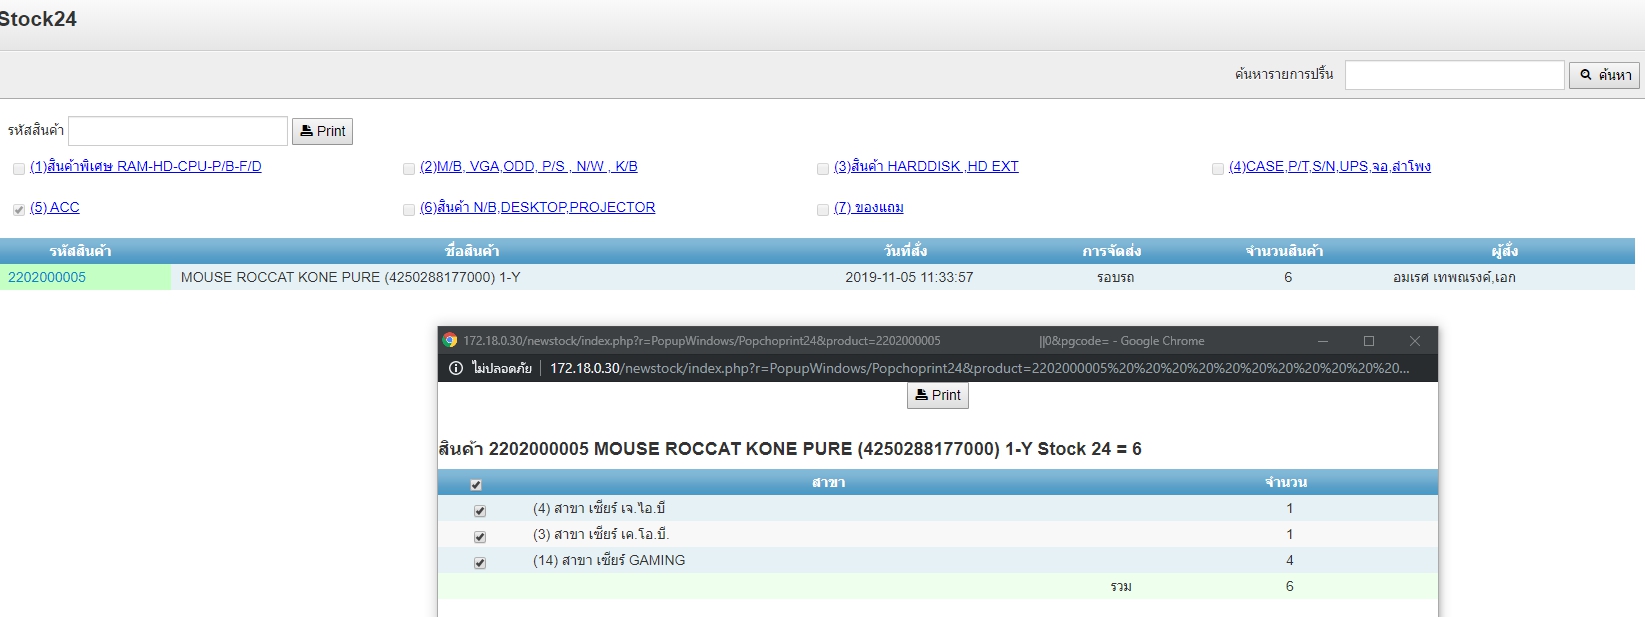 Stock24
ค้นหารายการปริ้น ค้นหา
รหัสสินค้า Print
(1)สินค้าพิเศษ RAM-HD-CPU-P/B-F/D (2)M/B, VGA,ODD, P/S , N/W , K/B (3)สินค้า HARDDISK ,HD EXT (4)CASE,P/T,S/N,UPS,จอ,ลำโพง
(5) ACC (6)สินค้า N/B,DESKTOP,PROJECTOR (7) ของแถม
รหัสสินค้า ชื่อสินค้า วันที่สั่ง การจัดส่ง จำนวนสินค้า ผู้สั่ง
2202000005 MOUSE ROCCAT KONE PURE (4250288177000) 1-Y 2019-11-05 11:33:57 รอบรถ 6 อมเรศ เทพณรงค์,เอก
172.18.0.30/newstock/index.php?r=PopupWindows/Popchoprint24&product=2202000005 ||0&pgcode= - Google Chrome
ไม่ปลอดภัย 172.18.0.30/newstock/index.php?r=PopupWindows/Popchoprint24&product=2202000005%20%20%20%20%20%20%20%20%20%20...
Print
สินค้า 2202000005 MOUSE ROCCAT KONE PURE (4250288177000) 1-Y Stock 24 = 6
สาขา จำนวน
(4) สาขา เซียร์ เจ.ไอ.บี 1
(3) สาขา เซียร์ เค.โอ.บี. 1
(14) สาขา เซียร์ GAMING 4
รวม 6